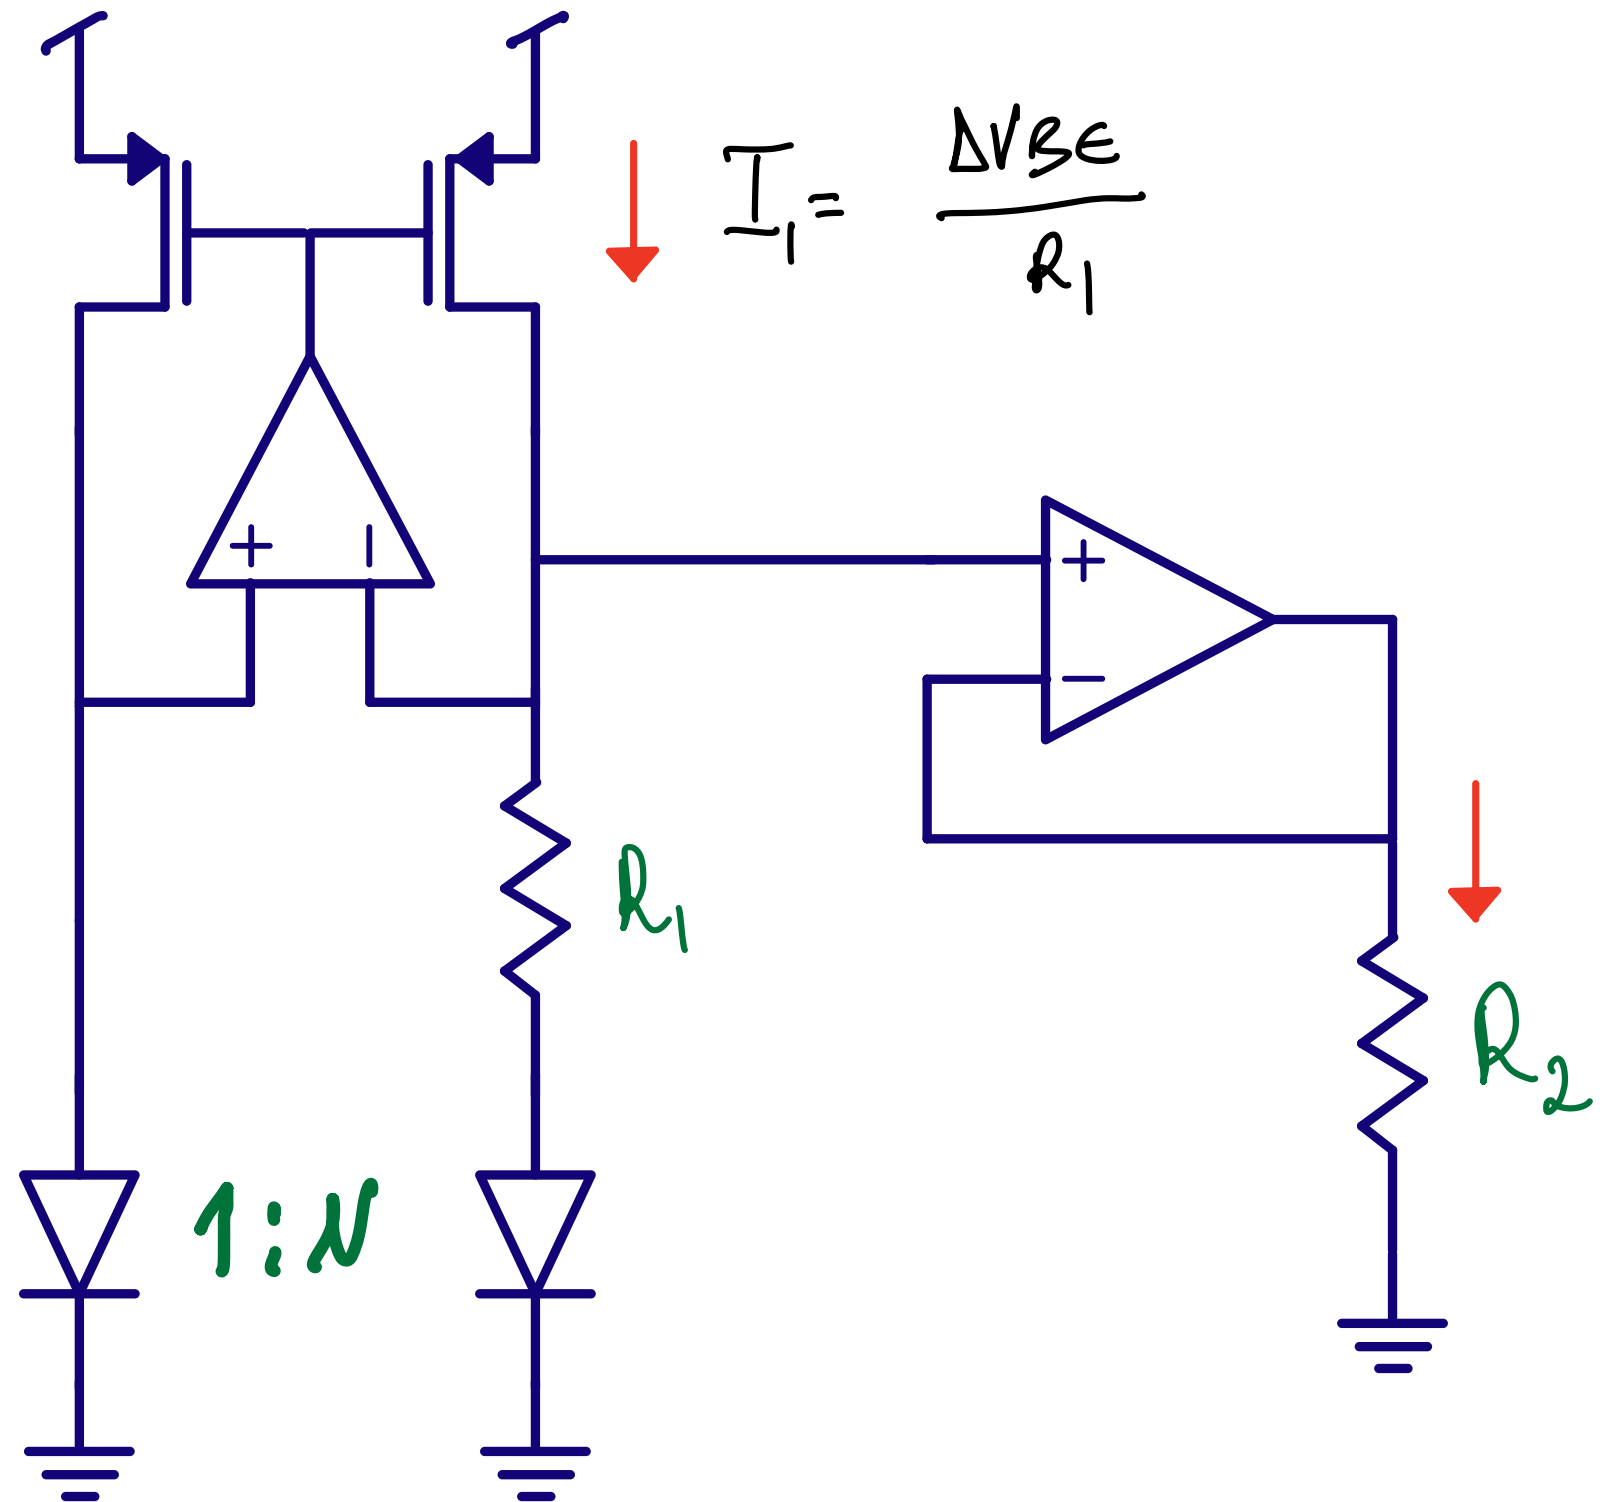 I1 = ΔVBE
R1
+ -
+
-
R1
R2
1:N